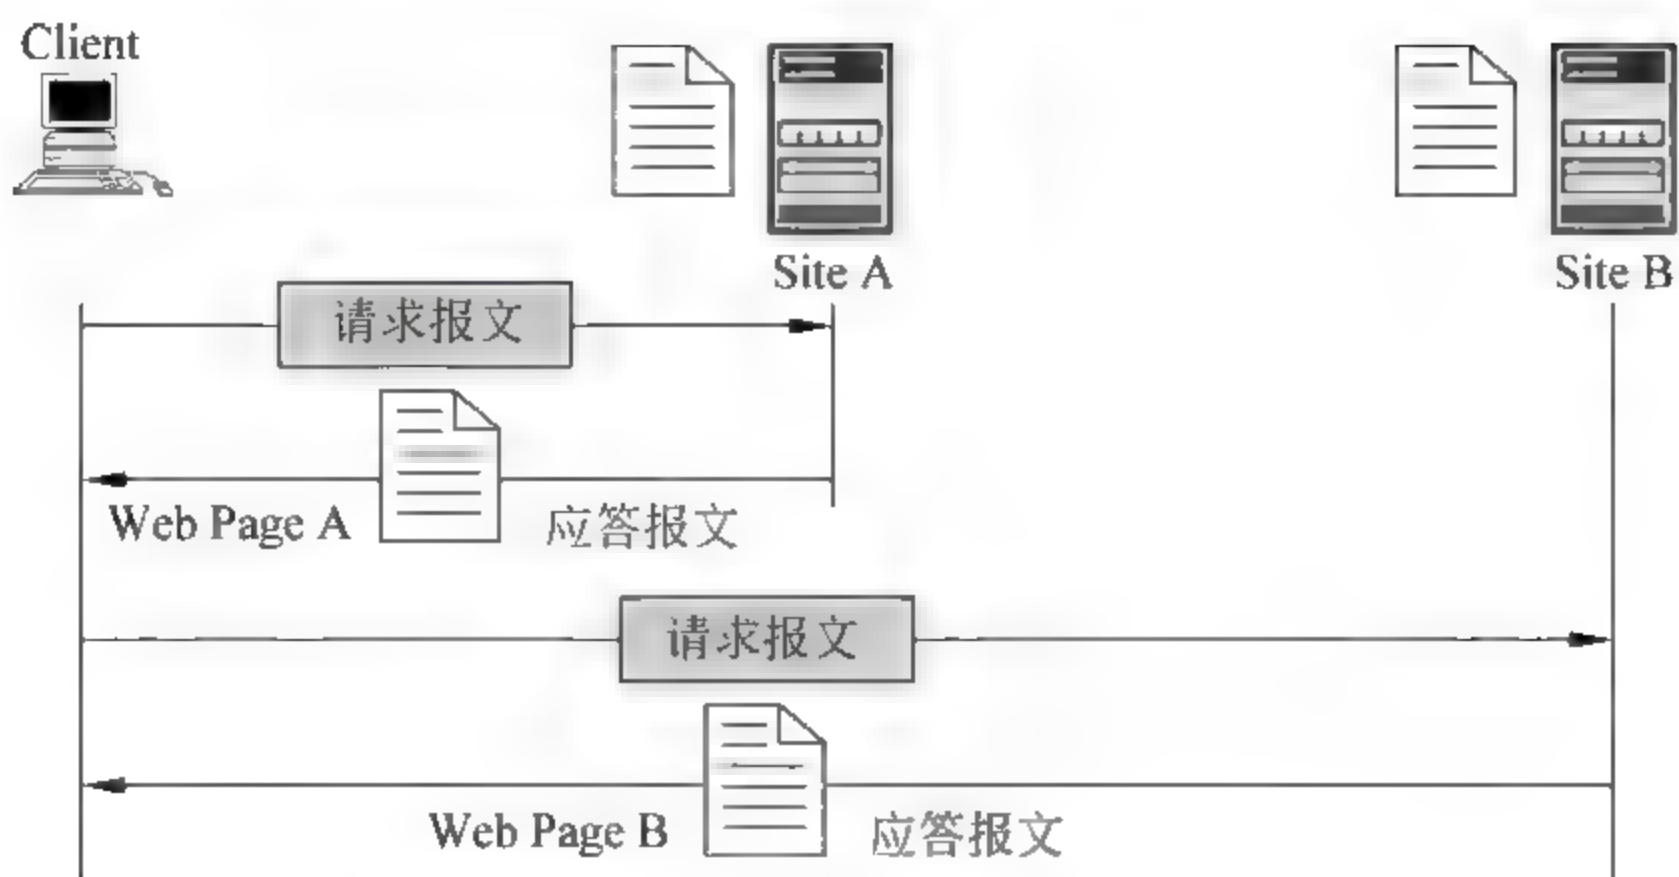 Client
Site A
Site B
请求报文
Web Page A
应答报文
请求报文
Web Page B
应答报文